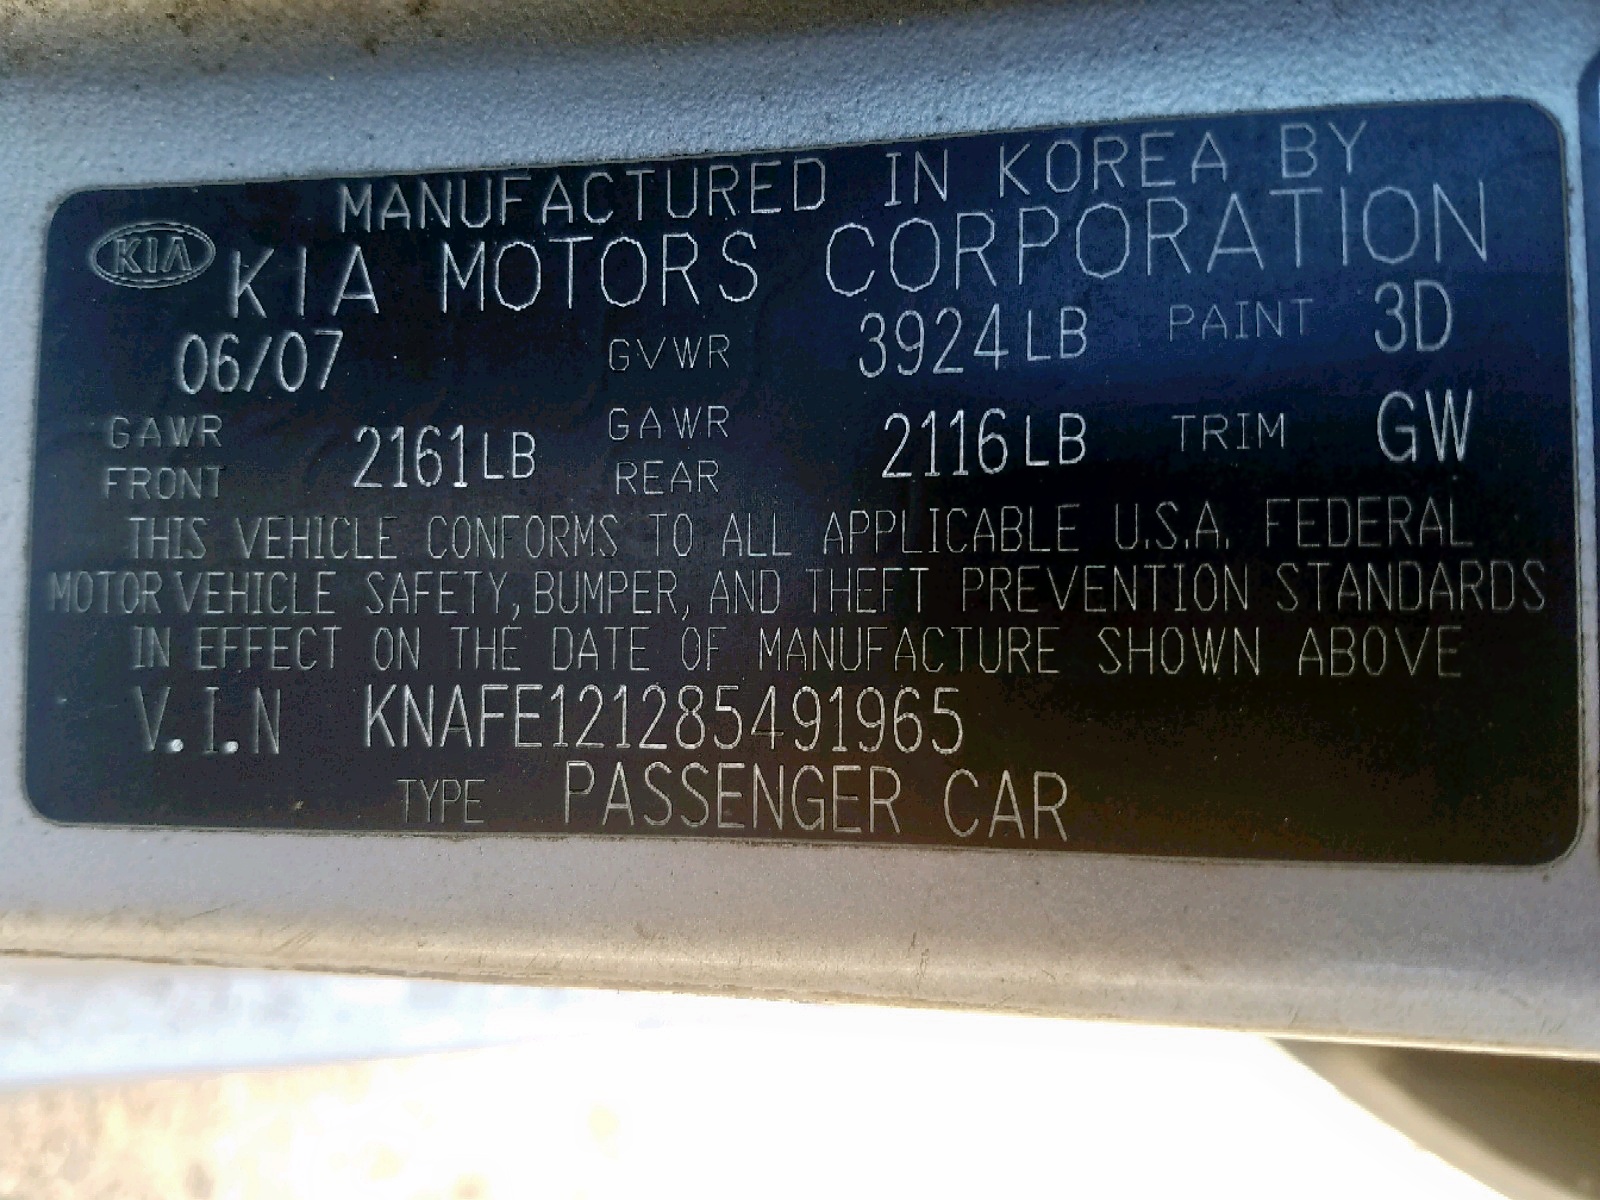 MANUFACTURED IN KOREA BY
KIA KIA MOTORS CORPORATION
06/07 GVWR 3924LB PAINT 3D
GAWR FRONT 2161LB GAWR REAR 2116LB TRIM GW
THIS VEHICLE CONFORMS TO ALL APPLICABLE U.S.A. FEDERAL
MOTOR VEHICLE SAFETY, BUMPER, AND THEFT PREVENTION STANDARDS
IN EFFECT ON THE DATE OF MANUFACTURE SHOWN ABOVE
V.I.N KNAFE121285491965
TYPE PASSENGER CAR